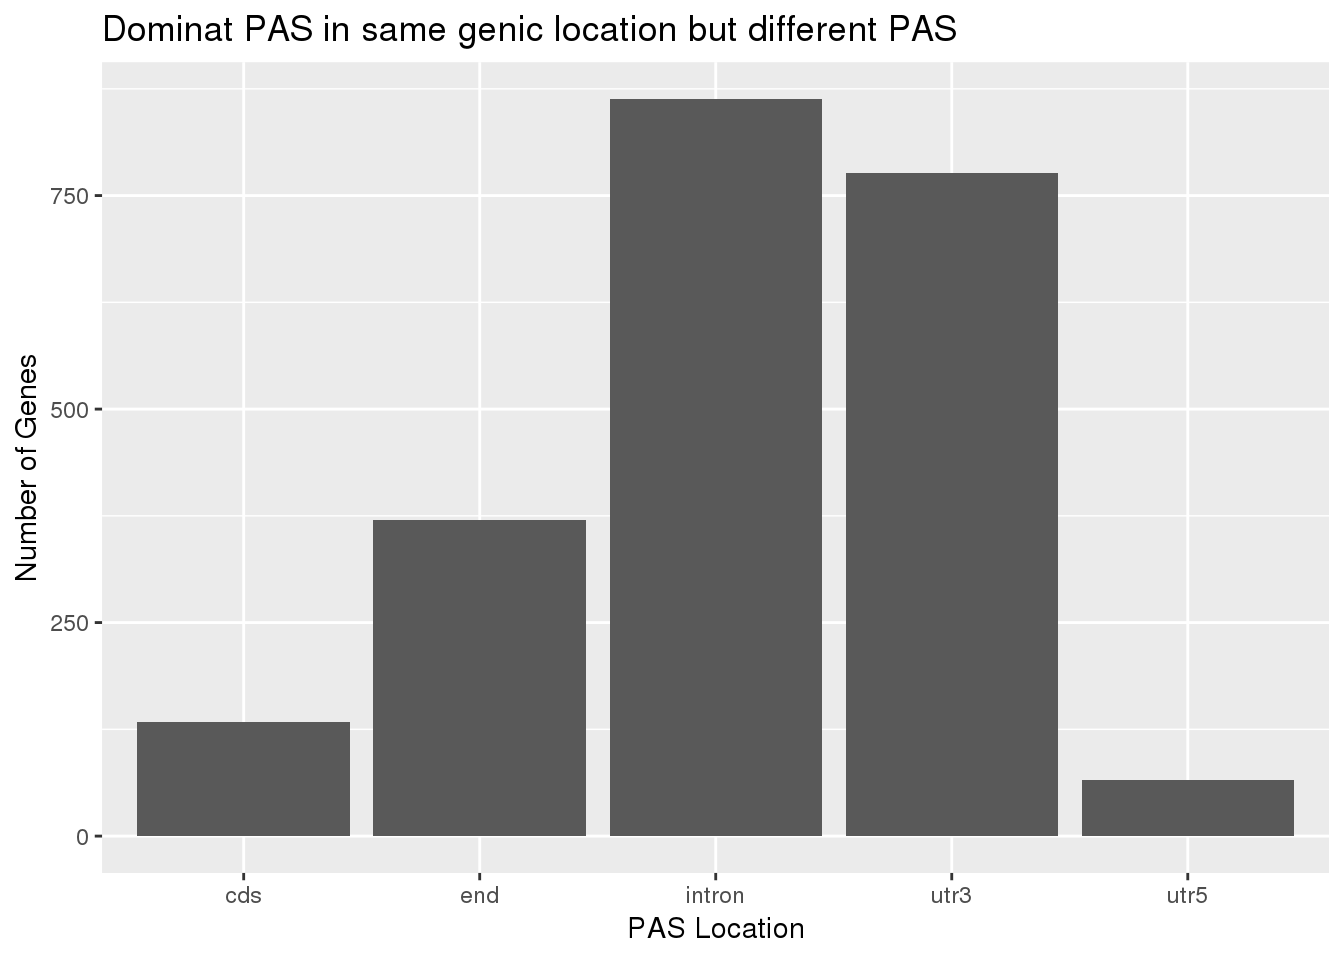 Dominat PAS in same genic location but different PAS
Number of Genes
750
500
250
0
cds end intron utr3 utr5
PAS Location